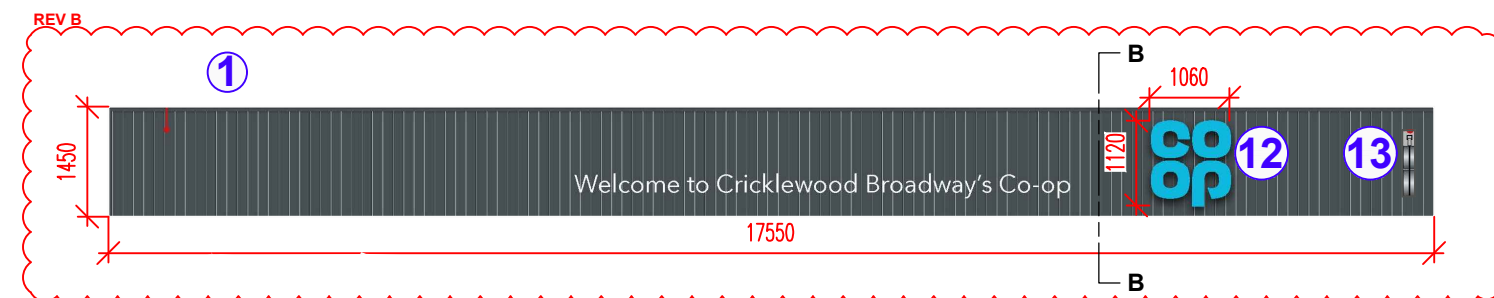 REV B
1
B
1060
1450
1120
co
op
12
13
Welcome to Cricklewood Broadway's Co-op
17550
B